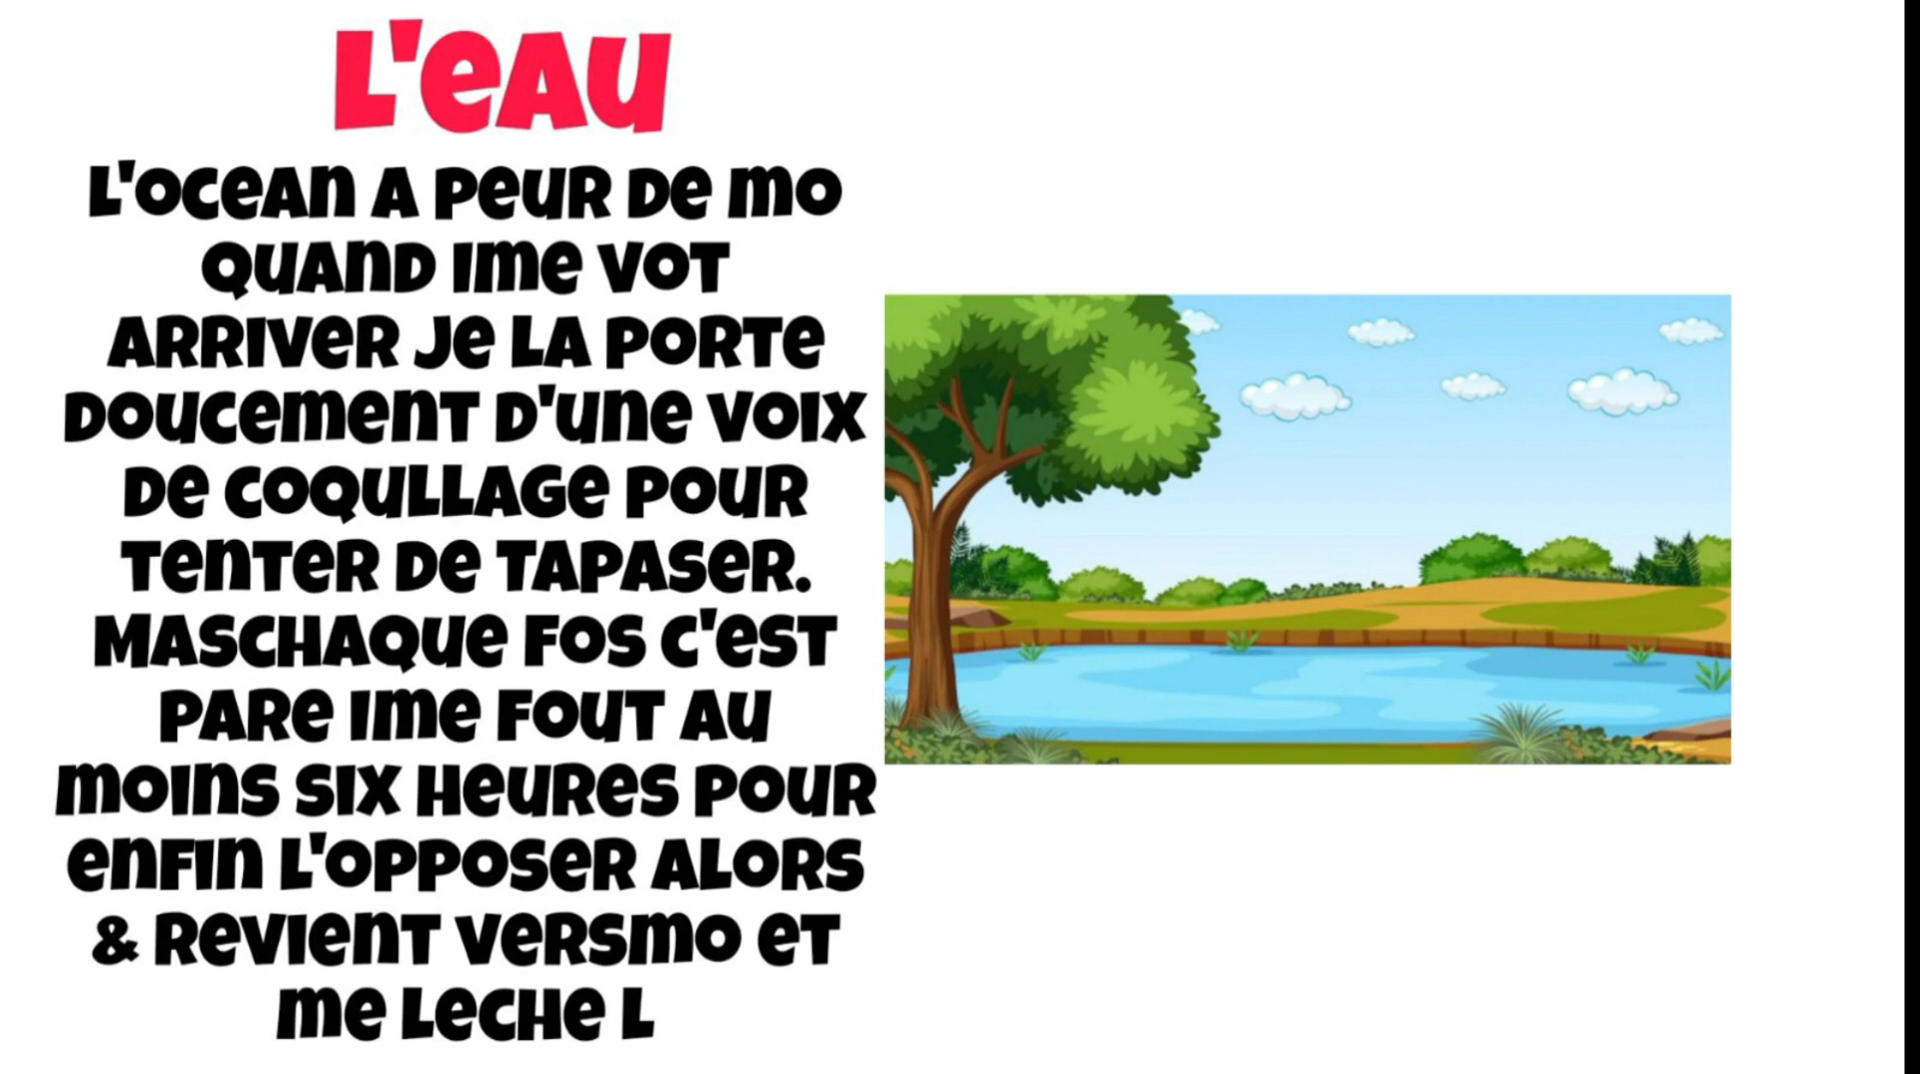 L'eau
L'ocean a peur de mo
quand ime vot
arriver je la porte
doucement d'une voix
de coqullage pour
tenter de tapaser.
Maschaque fos c'est
pare ime fout au
moins six heures pour
enfin l'opposer alors
& revient versmo et
me leche l